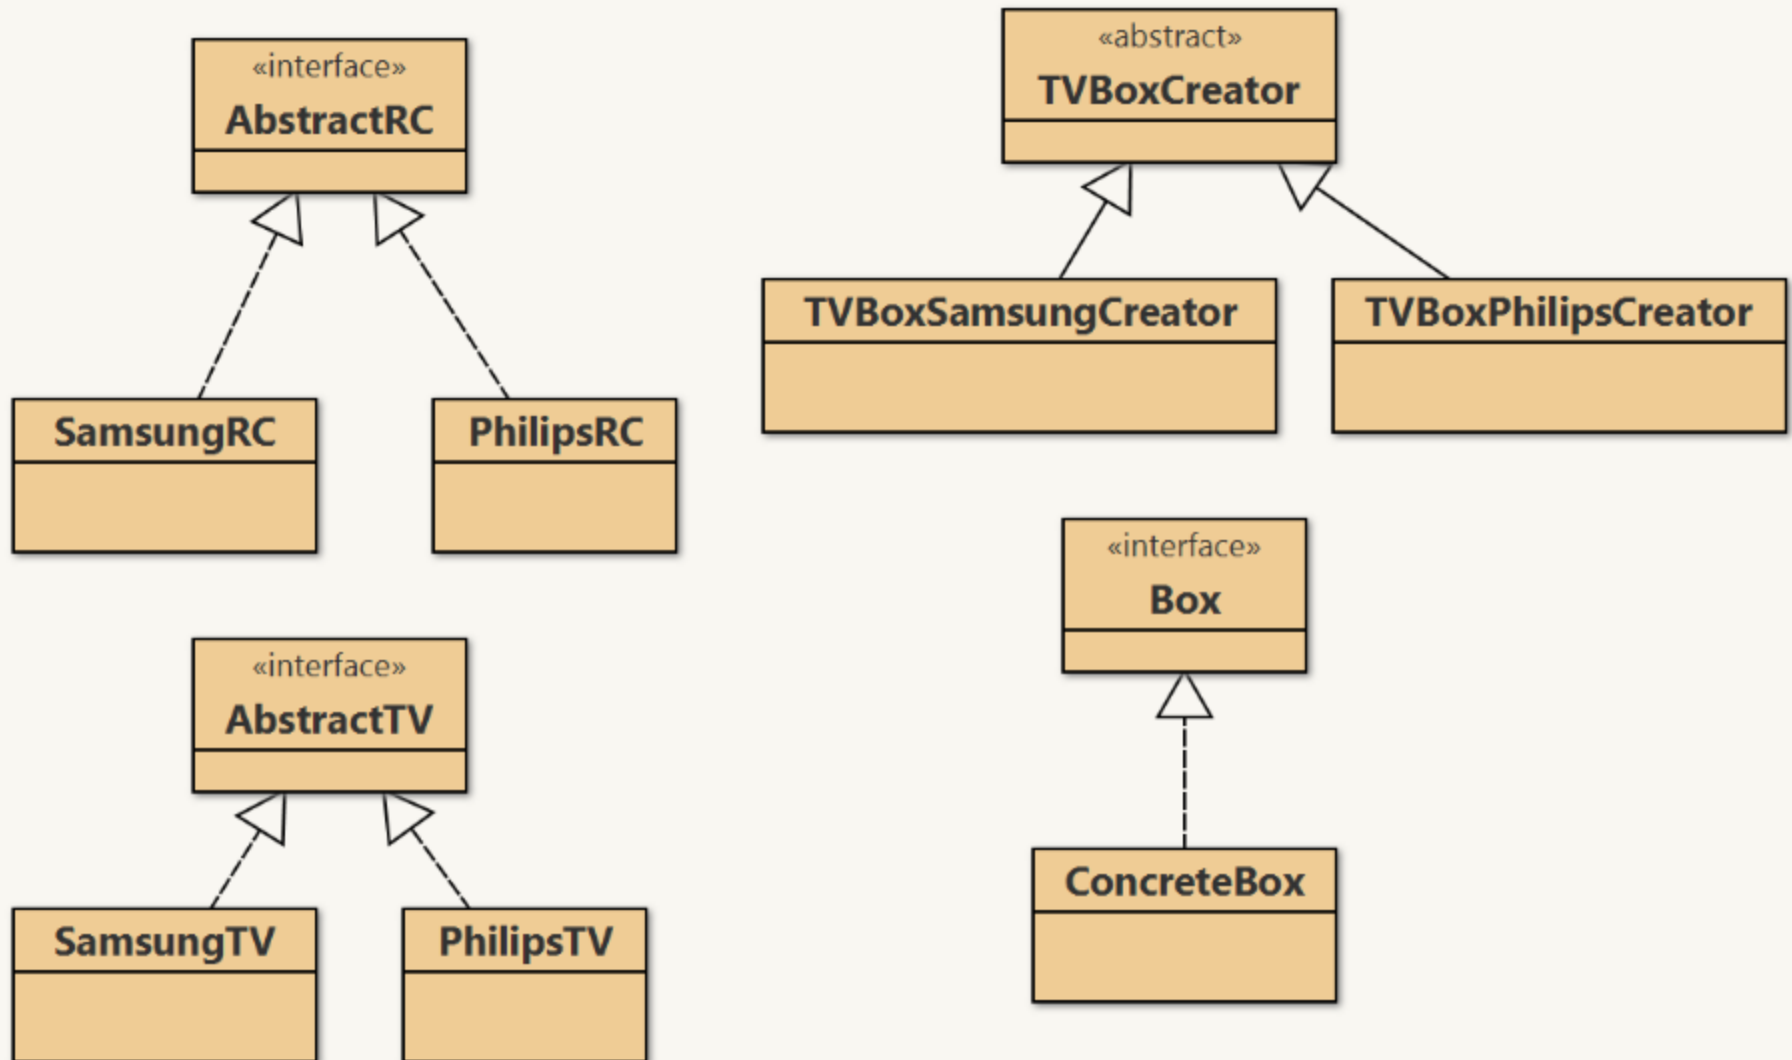 «interface»
AbstractRC
SamsungRC
PhilipsRC
«interface»
AbstractTV
SamsungTV
PhilipsTV
«abstract»
TVBoxCreator
TVBoxSamsungCreator
TVBoxPhilipsCreator
«interface»
Box
ConcreteBox